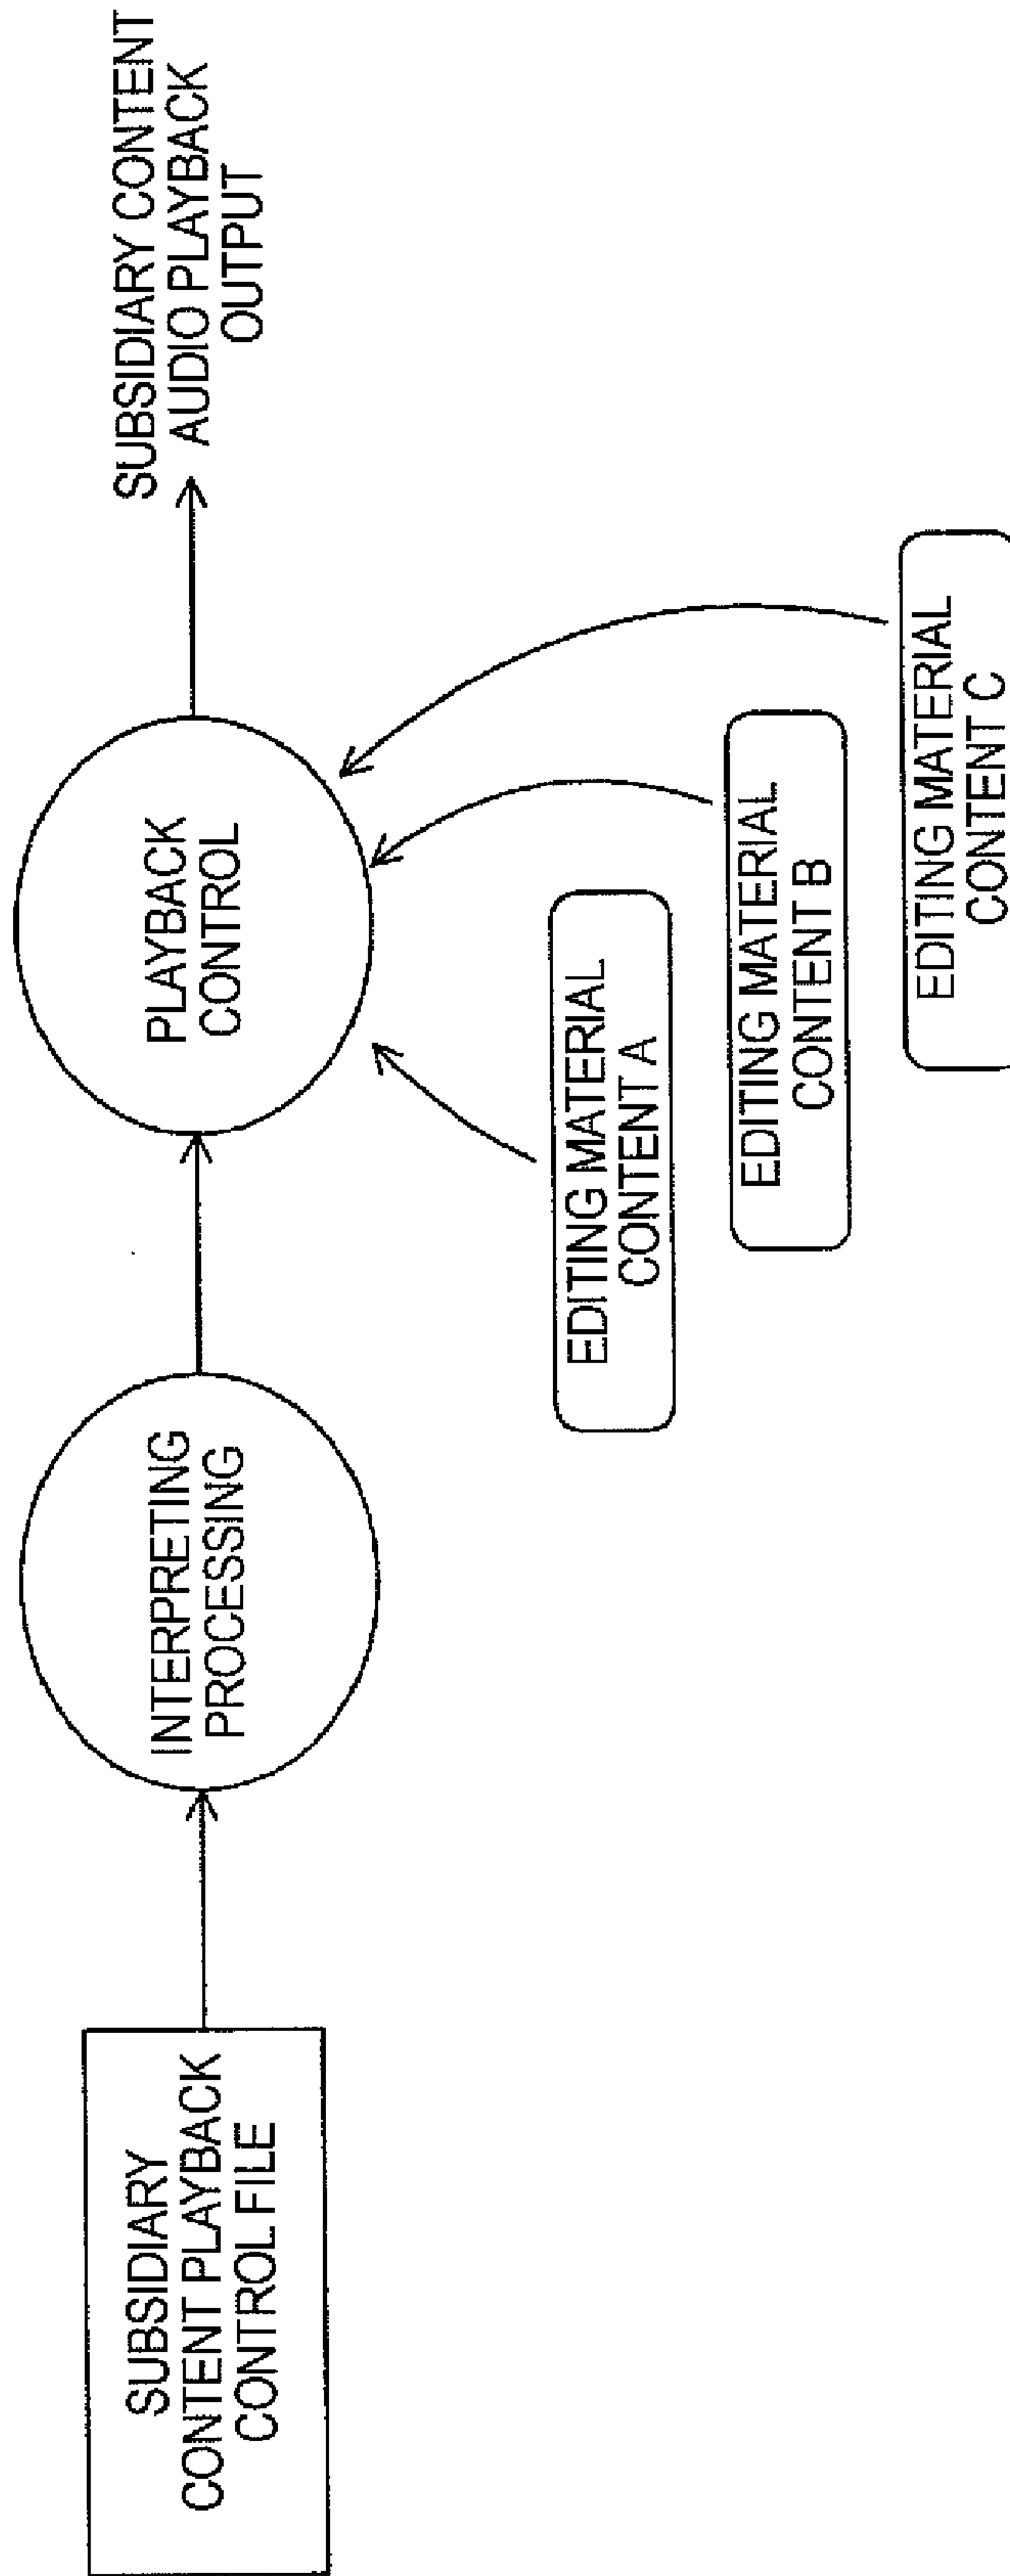 SUBSIDIARY
CONTENT PLAYBACK
CONTROL FILE
INTERPRETING
PROCESSING
PLAYBACK
CONTROL
SUBSIDIARY CONTENT
AUDIO PLAYBACK
OUTPUT
EDITING MATERIAL
CONTENT A
EDITING MATERIAL
CONTENT B
EDITING MATERIAL
CONTENT C